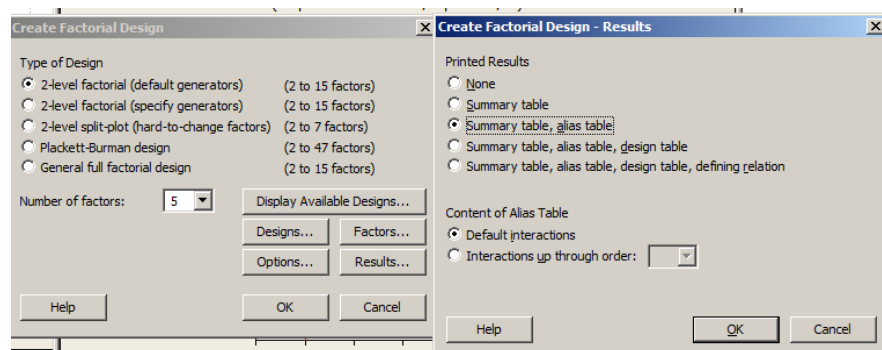 Create Factorial Design
Type of Design
2-level factorial (default generators) (2 to 15 factors)
2-level factorial (specify generators) (2 to 15 factors)
2-level split-plot (hard-to-change factors) (2 to 7 factors)
Plackett-Burman design (2 to 47 factors)
General full factorial design (2 to 15 factors)
Number of factors: 5 Display Available Designs...
Designs... Factors...
Options... Results...
Help OK Cancel
Create Factorial Design - Results
Printed Results
None
Summary table
Summary table, alias table
Summary table, alias table, design table
Summary table, alias table, design table, defining relation
Content of Alias Table
Default interactions
Interactions up through order:
Help OK Cancel